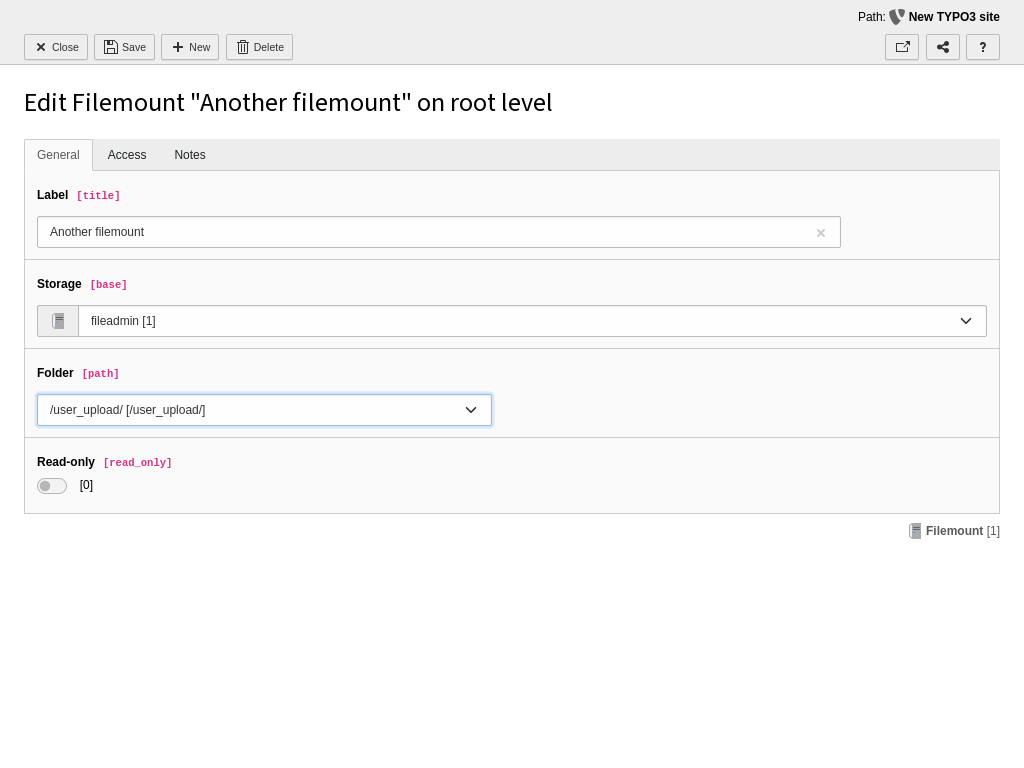 Path: New TYPO3 site
Close Save New Delete ?
Edit Filemount "Another filemount" on root level
General Access Notes
Label [title]
Another filemount
Storage [base]
fileadmin [1]
Folder [path]
/user_upload/ [/user_upload/]
Read-only [read_only]
[0]
Filemount [1]